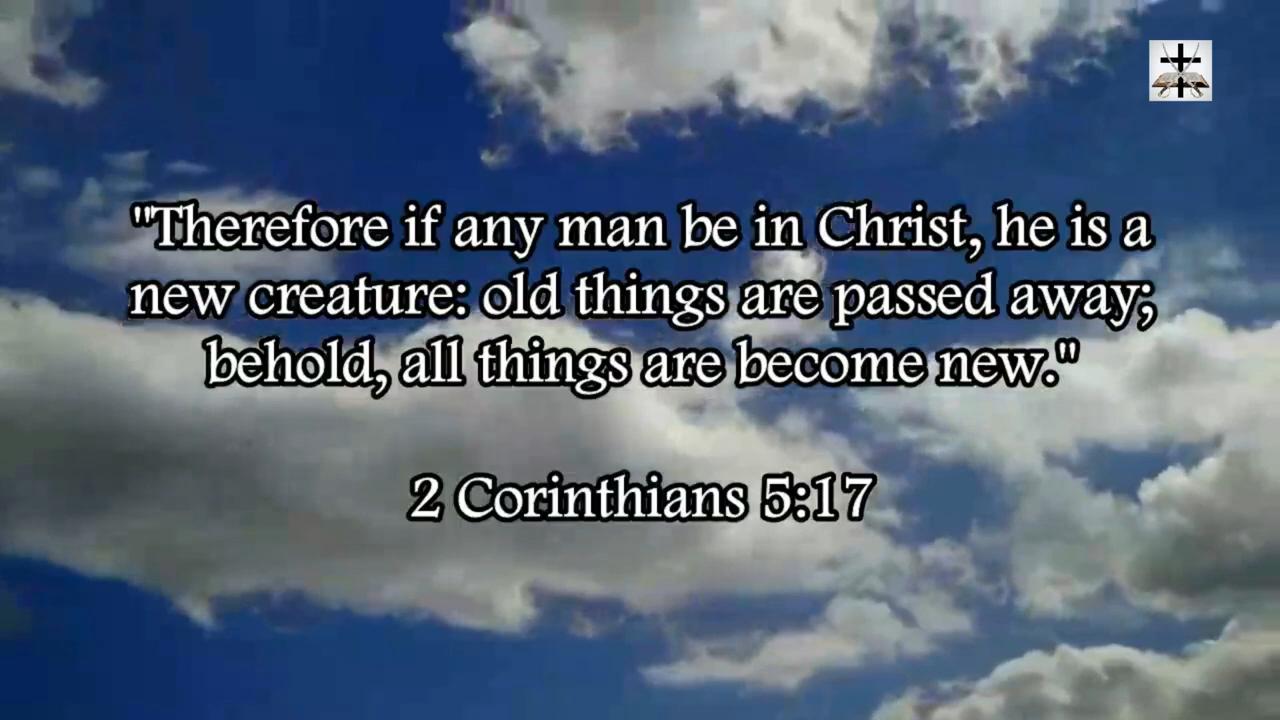 "Therefore if any man be in Christ, he is a
new creature: old things are passed away;
behold, all things are become new."
2 Corinthians 5:17